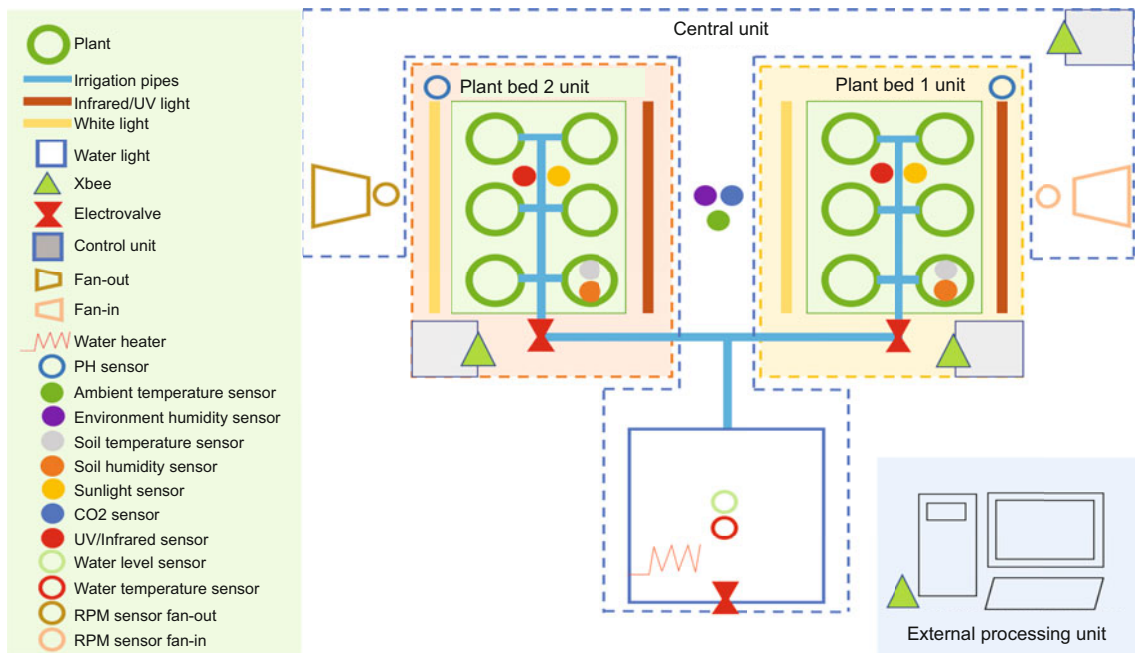 Plant
Irrigation pipes
Infrared/UV light
White light
Water light
Xbee
Electrovalve
Control unit
Fan-out
Fan-in
Water heater
PH sensor
Ambient temperature sensor
Environment humidity sensor
Soil temperature sensor
Soil humidity sensor
Sunlight sensor
CO2 sensor
UV/Infrared sensor
Water level sensor
Water temperature sensor
RPM sensor fan-out
RPM sensor fan-in
Central unit
Plant bed 2 unit
Plant bed 1 unit
External processing unit